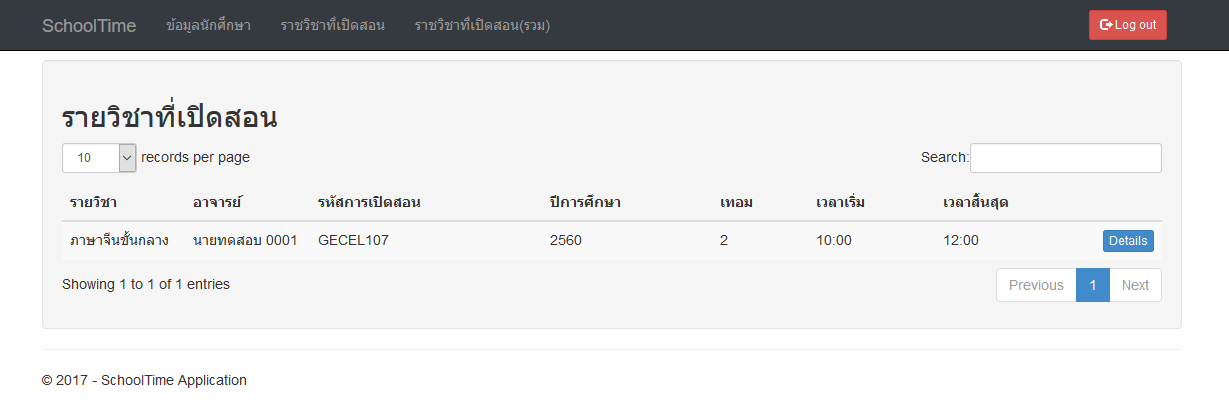 SchoolTime ข้อมูลนักศึกษา ราชวิชาที่เปิดสอน ราชวิชาที่เปิดสอน(รวม) Log out
รายวิชาที่เปิดสอน
10 records per page Search:
รายวิชา อาจารย์ รหัสการเปิดสอน ปีการศึกษา เทอม เวลาเริ่ม เวลาสิ้นสุด
ภาษาจีนขั้นกลาง นายทดสอบ 0001 GECEL107 2560 2 10:00 12:00 Details
Showing 1 to 1 of 1 entries Previous 1 Next
© 2017 - SchoolTime Application